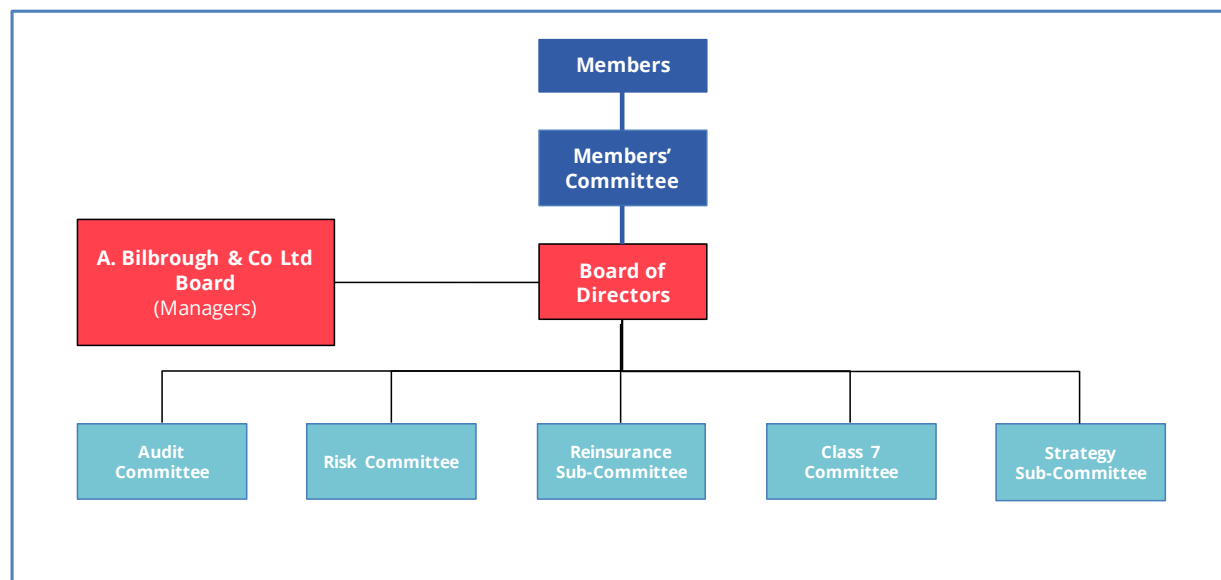 Members
Members’
Committee
A. Bilbrough & Co Ltd
Board
(Managers)
Board of
Directors
Audit
Committee
Risk Committee
Reinsurance
Sub-Committee
Class 7
Committee
Strategy
Sub-Committee